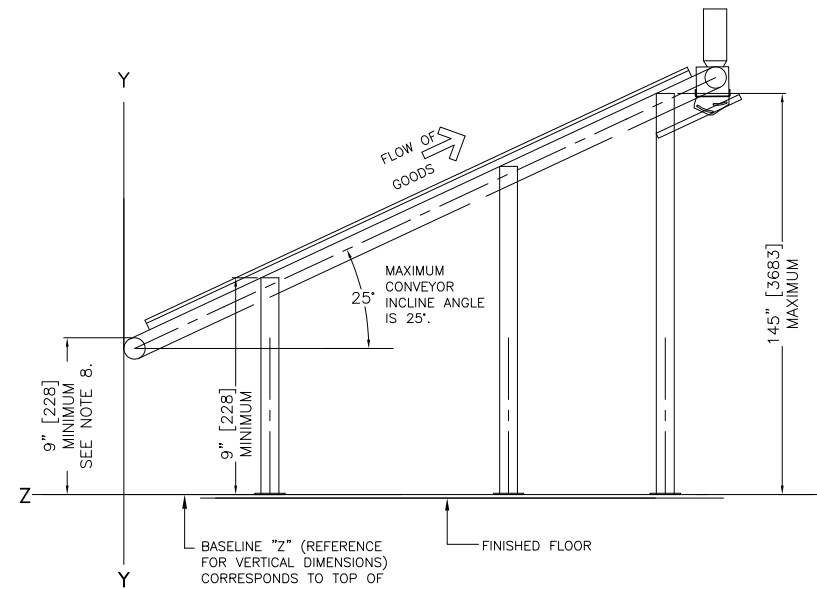 Y
FLOW OF
GOODS
MAXIMUM
CONVEYOR
INCLINE ANGLE
IS 25°.
25°
145" [3683]
MAXIMUM
9" [228]
MINIMUM
SEE NOTE 8.
9" [228]
MINIMUM
Z
BASELINE "Z" (REFERENCE
FOR VERTICAL DIMENSIONS)
CORRESPONDS TO TOP OF
FINISHED FLOOR
Y